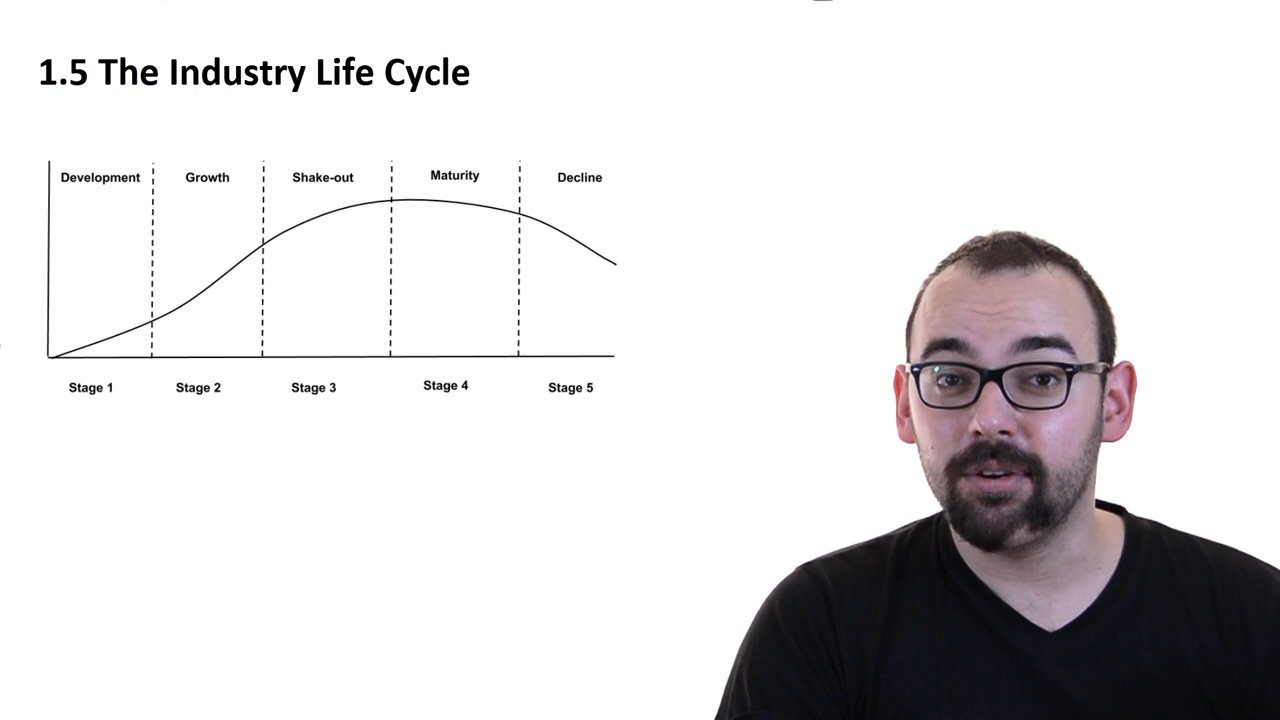 1.5 The Industry Life Cycle
Development Growth Shake-out Maturity Decline
Stage 1 Stage 2 Stage 3 Stage 4 Stage 5